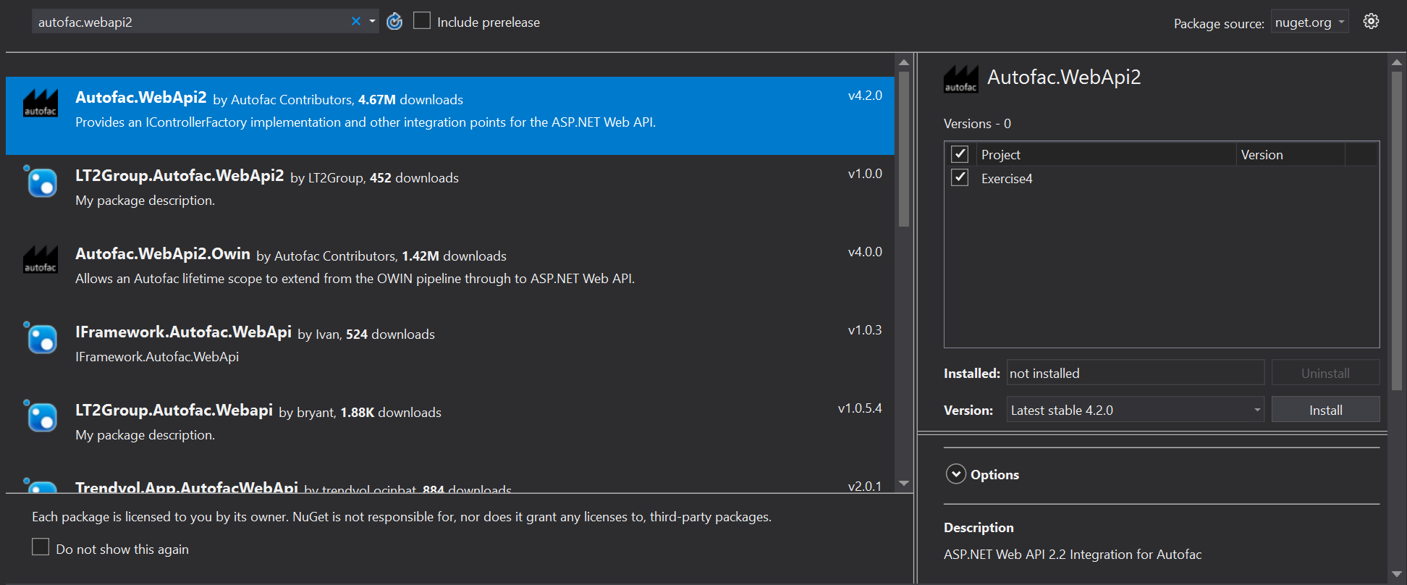 autofac.webapi2
Include prerelease
Package source: nuget.org
autofac
Autofac.WebApi2 by Autofac Contributors, 4.67M downloads
v4.2.0
Provides an IControllerFactory implementation and other integration points for the ASP.NET Web API.
LT2Group.Autofac.WebApi2 by LT2Group, 452 downloads
v1.0.0
My package description.
autofac
Autofac.WebApi2.Owin by Autofac Contributors, 1.42M downloads
v4.0.0
Allows an Autofac lifetime scope to extend from the OWIN pipeline through to ASP.NET Web API.
IFramework.Autofac.WebApi by Ivan, 524 downloads
v1.0.3
IFramework.Autofac.WebApi
LT2Group.Autofac.Webapi by bryant, 1.88K downloads
v1.0.5.4
My package description.
Trendyol.App.AutofacWebApi by trendyol ocinbat, 884 downloads
v2.0.1
Each package is licensed to you by its owner. NuGet is not responsible for, nor does it grant any licenses to, third-party packages.
Do not show this again
autofac
Autofac.WebApi2
Versions - 0
Project Version
Exercise4
Installed: not installed Uninstall
Version: Latest stable 4.2.0 Install
Options
Description
ASP.NET Web API 2.2 Integration for Autofac